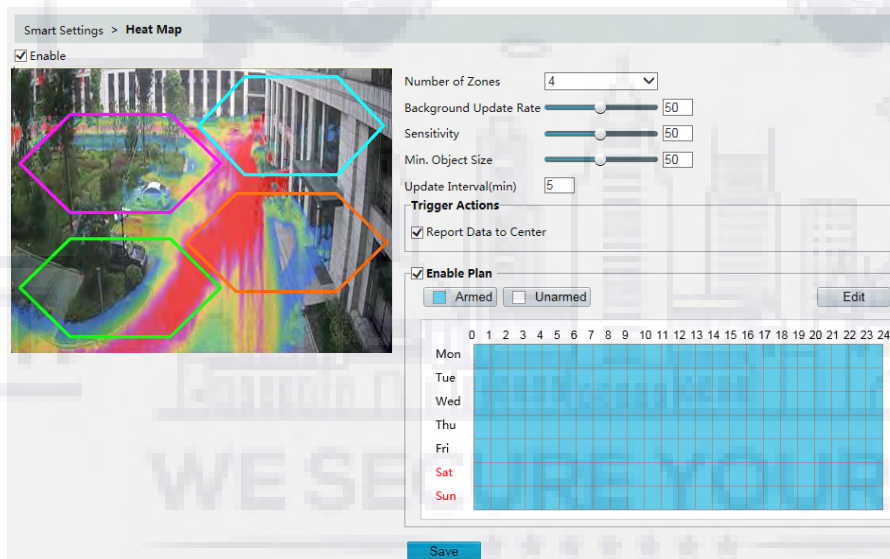 Smart Settings > Heat Map
Enable
Number of Zones 4
Background Update Rate 50
Sensitivity 50
Min. Object Size 50
Update Interval(min) 5
Trigger Actions
Report Data to Center
Enable Plan
Armed Unarmed Edit
0 1 2 3 4 5 6 7 8 9 10 11 12 13 14 15 16 17 18 19 20 21 22 23 24
Mon
Tue
Wed
Thu
Fri
Sat
Sun
WE SECURE YOUR
Save